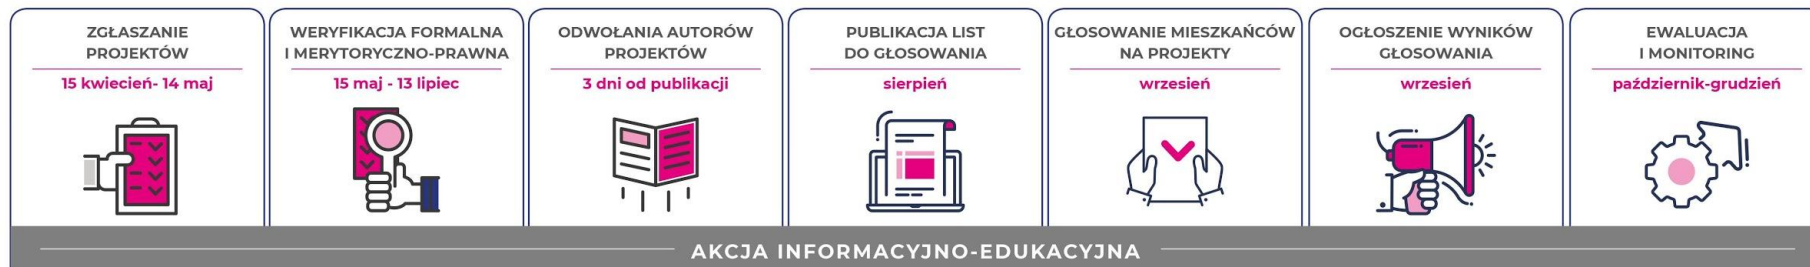 ZGŁASZANIE
PROJEKTÓW
15 kwiecień- 14 maj
WERYFIKACJA FORMALNA
I MERYTORYCZNO-PRAWNA
15 maj - 13 lipiec
ODWOŁANIA AUTORÓW
PROJEKTÓW
3 dni od publikacji
PUBLIKACJA LIST
DO GŁOSOWANIA
sierpień
GŁOSOWANIE MIESZKAŃCÓW
NA PROJEKTY
wrzesień
OGŁOSZENIE WYNIKÓW
GŁOSOWANIA
wrzesień
EWALUACJA
I MONITORING
październik-grudzień
AKCJA INFORMACYJNO-EDUKACYJNA